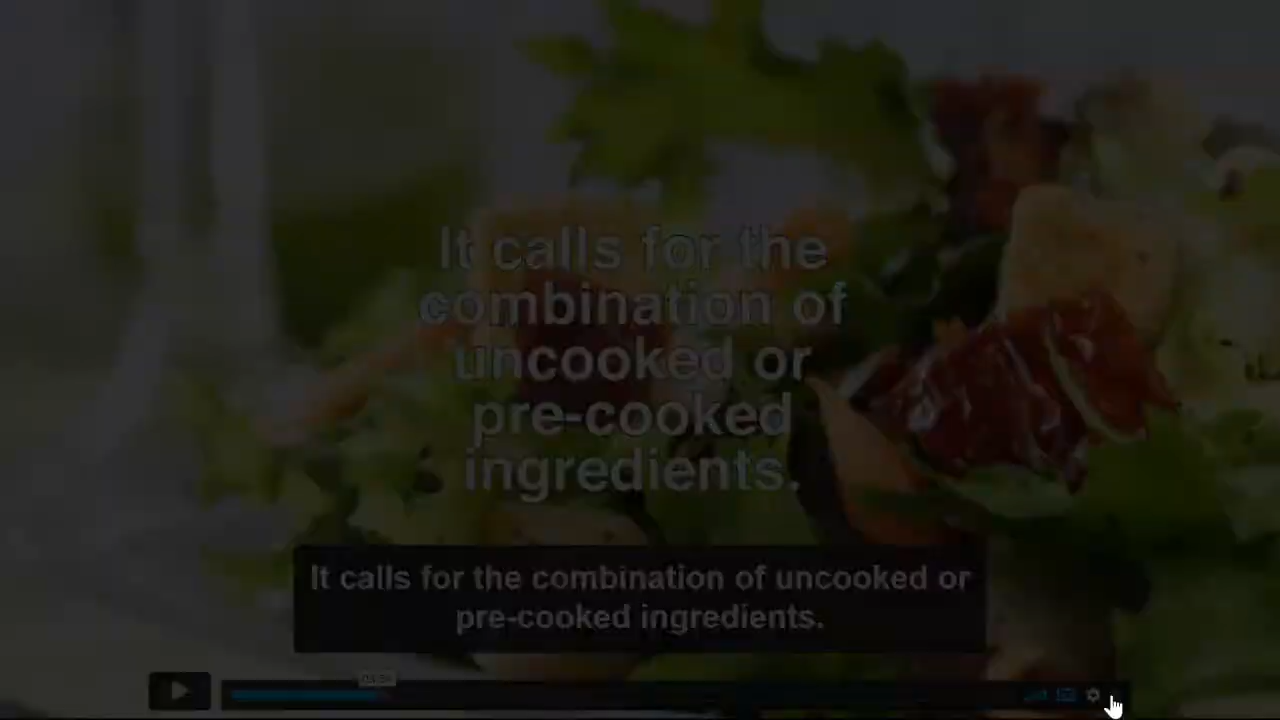 It calls for the
combination of
uncooked or
pre-cooked
ingredients.
It calls for the combination of uncooked or
pre-cooked ingredients.